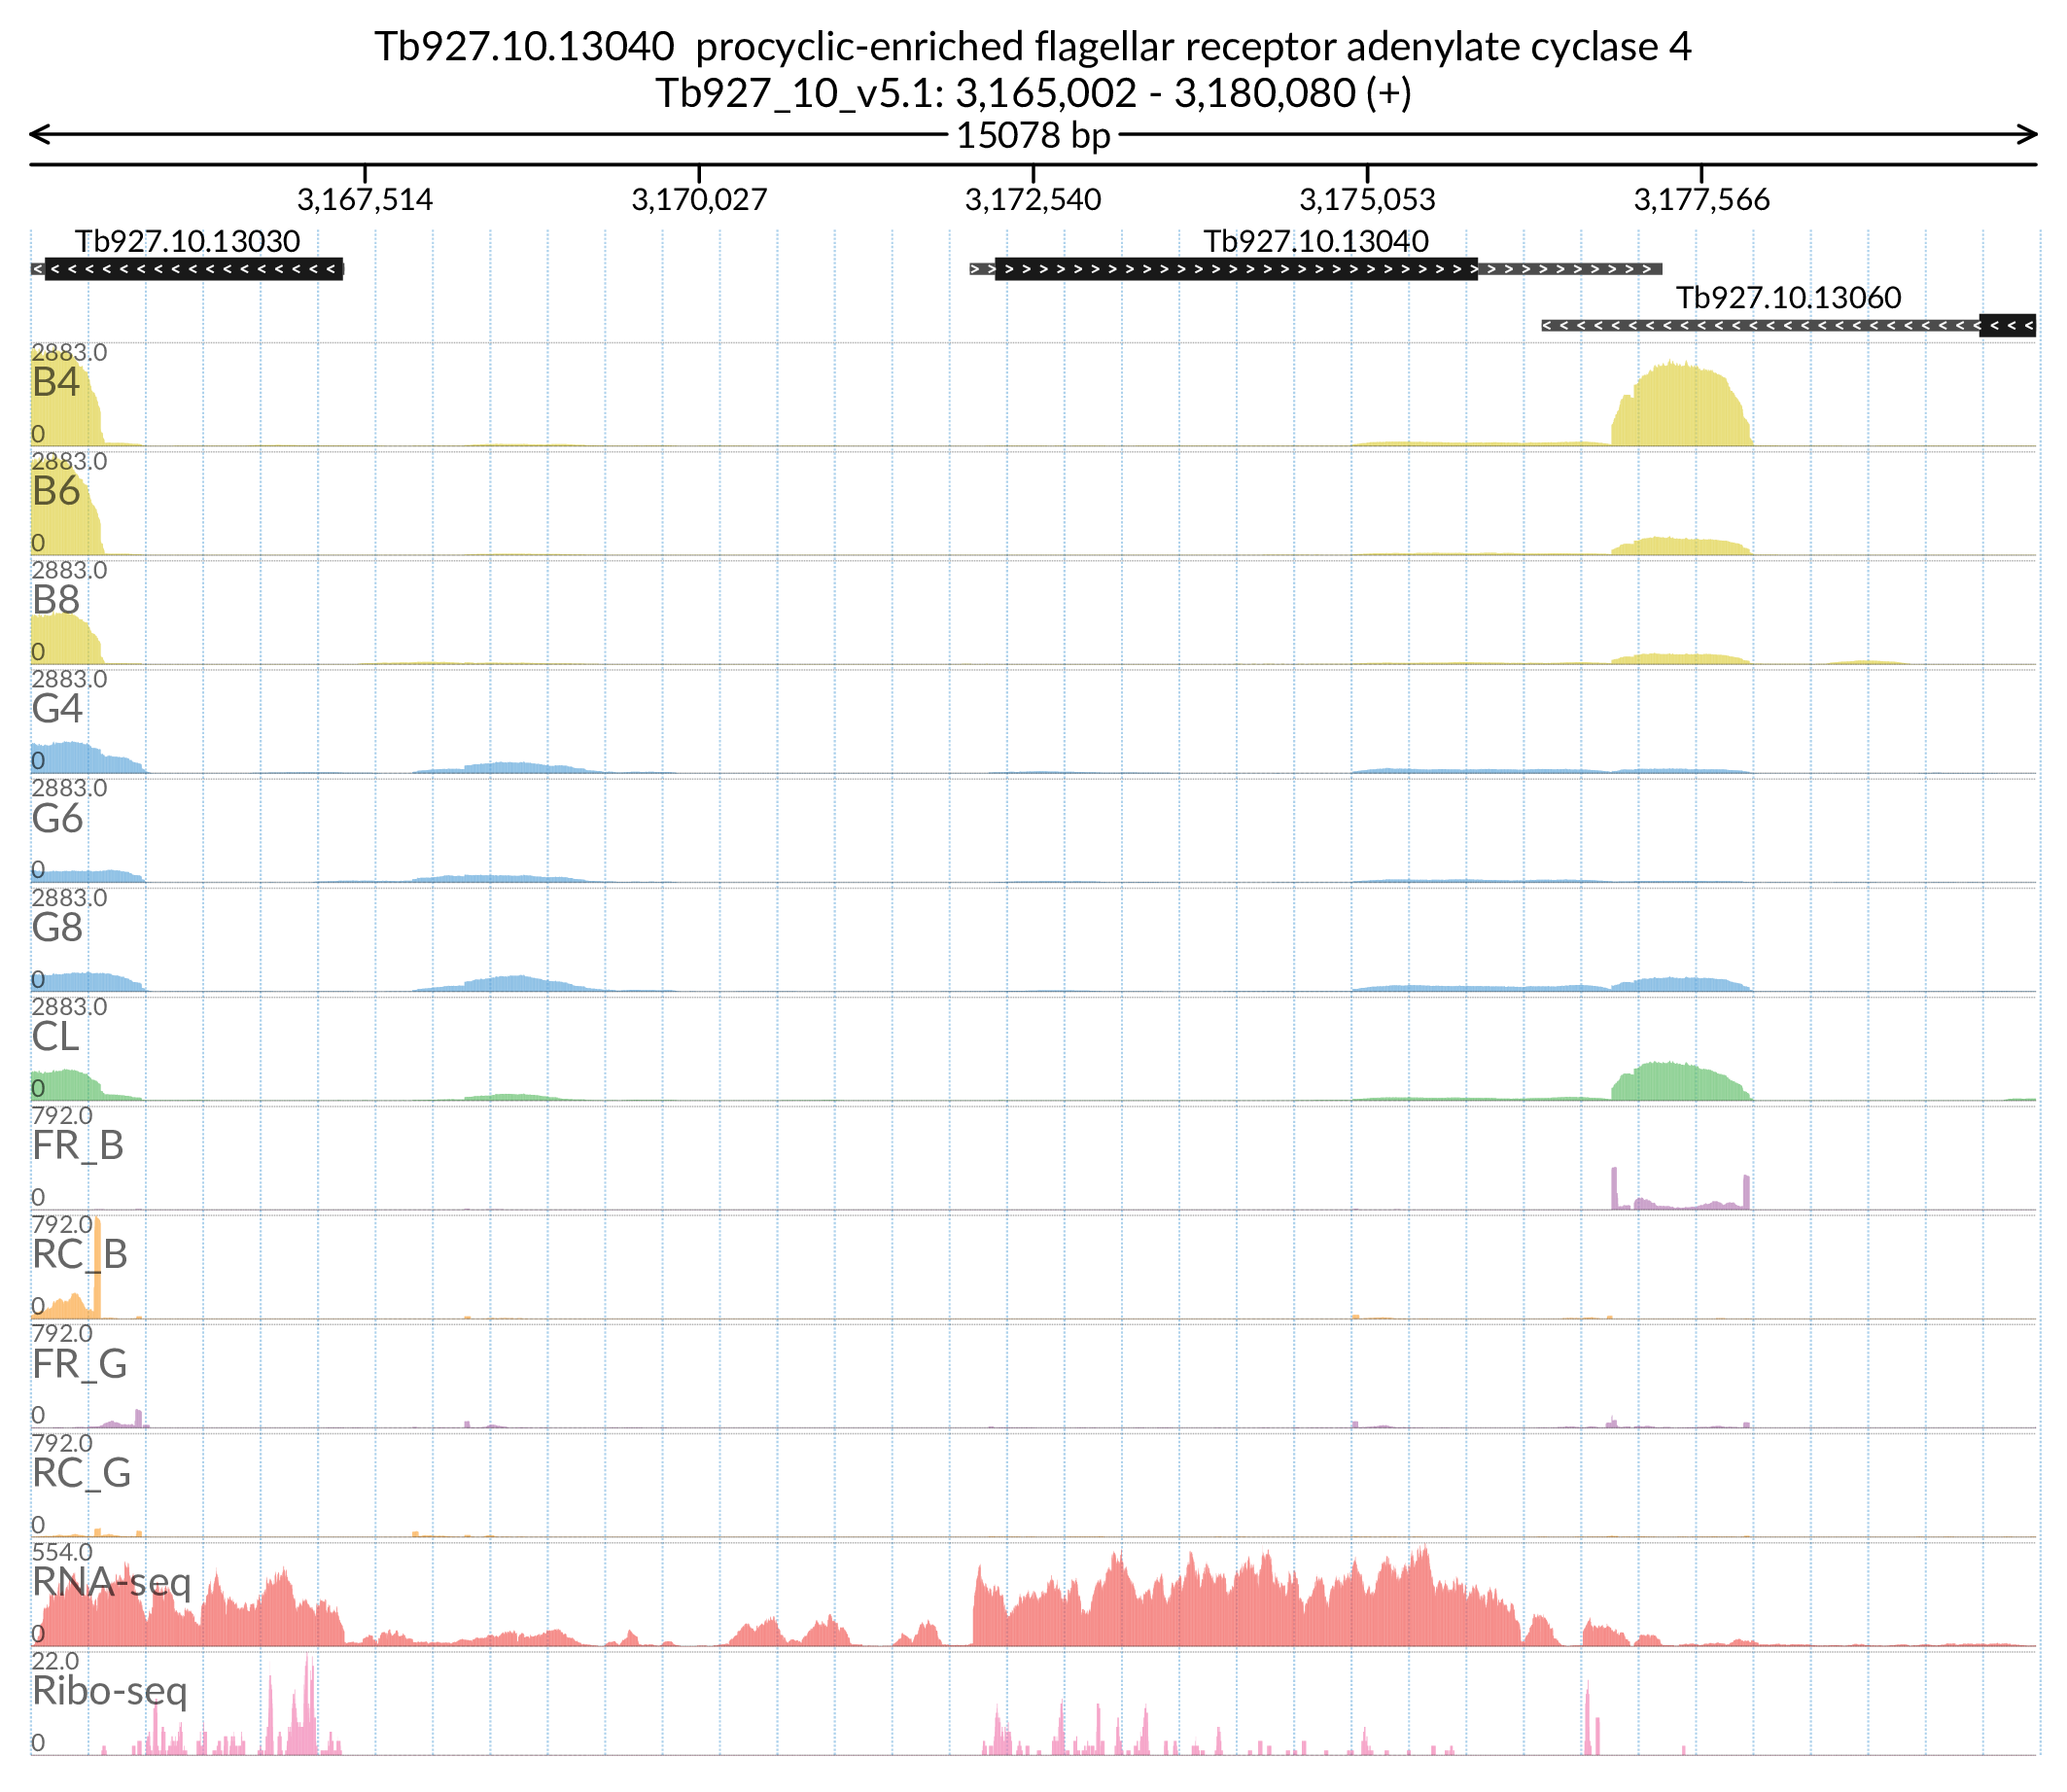 Tb927.10.13040 procyclic-enriched flagellar receptor adenylate cyclase 4
Tb927_10_v5.1: 3,165,002 - 3,180,080 (+)
15078 bp
3,167,514 3,170,027 3,172,540 3,175,053 3,177,566
Tb927.10.13030 Tb927.10.13040
Tb927.10.13060
2883.0
B4
0
2883.0
B6
0
2883.0
B8
0
2883.0
G4
0
2883.0
G6
0
2883.0
G8
0
2883.0
CL
0
792.0
FR_B
0
792.0
RC_B
0
792.0
FR_G
0
792.0
RC_G
0
554.0
RNA-seq
0
22.0
Ribo-seq
0